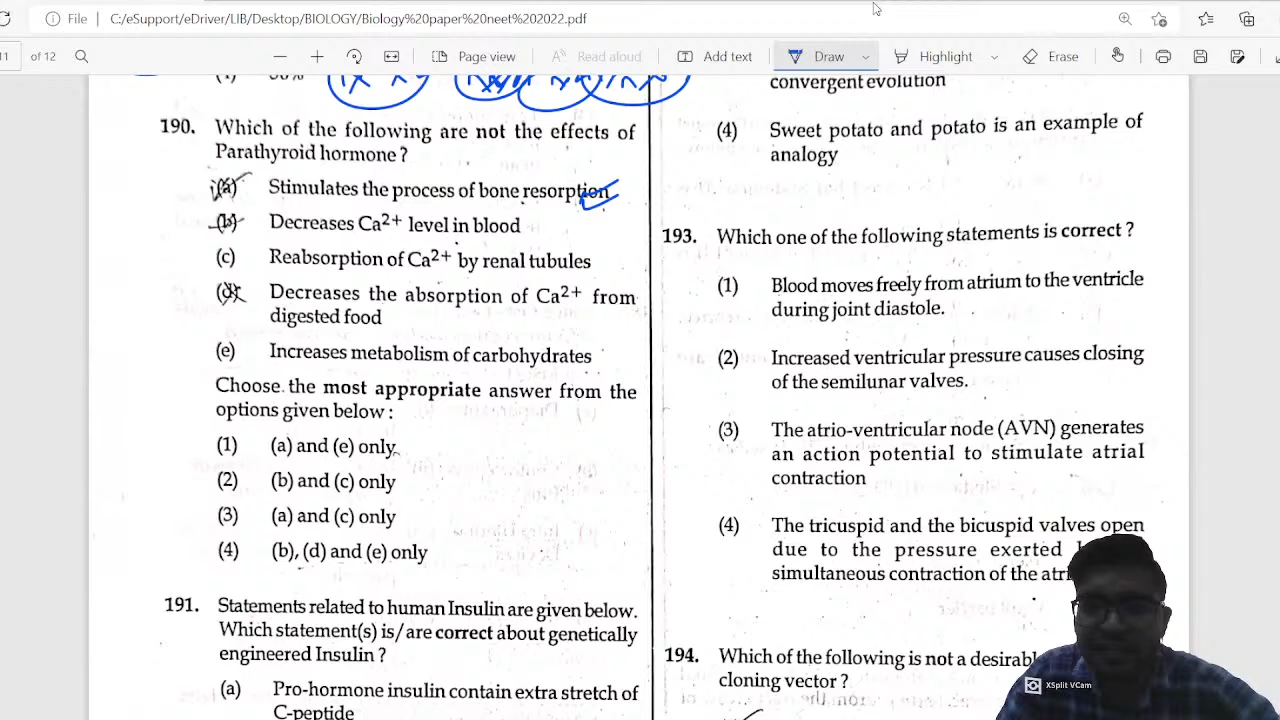 File
C:/eSupport/eDriver/LIB/Desktop/BIOLOGY/Biology%20paper%20neet%202022.pdf
11 of 12
Page view
Read aloud
Add text
Draw
Highlight
Erase
190. Which of the following are not the effects of
Parathyroid hormone ?
(a) Stimulates the process of bone resorption
(b) Decreases Ca2+ level in blood
(c) Reabsorption of Ca2+ by renal tubules
(d) Decreases the absorption of Ca2+ from
digested food
(e) Increases metabolism of carbohydrates
Choose the most appropriate answer from the
options given below :
(1) (a) and (e) only
(2) (b) and (c) only
(3) (a) and (c) only
(4) (b), (d) and (e) only
191. Statements related to human Insulin are given below.
Which statement(s) is/are correct about genetically
engineered Insulin ?
(a) Pro-hormone insulin contain extra stretch of
C-peptide
convergent evolution
(4) Sweet potato and potato is an example of
analogy
193. Which one of the following statements is correct ?
(1) Blood moves freely from atrium to the ventricle
during joint diastole.
(2) Increased ventricular pressure causes closing
of the semilunar valves.
(3) The atrio-ventricular node (AVN) generates
an action potential to stimulate atrial
contraction
(4) The tricuspid and the bicuspid valves open
due to the pressure exerted
simultaneous contraction of the
194. Which of the following is not a
cloning vector ?
XSplit VCam